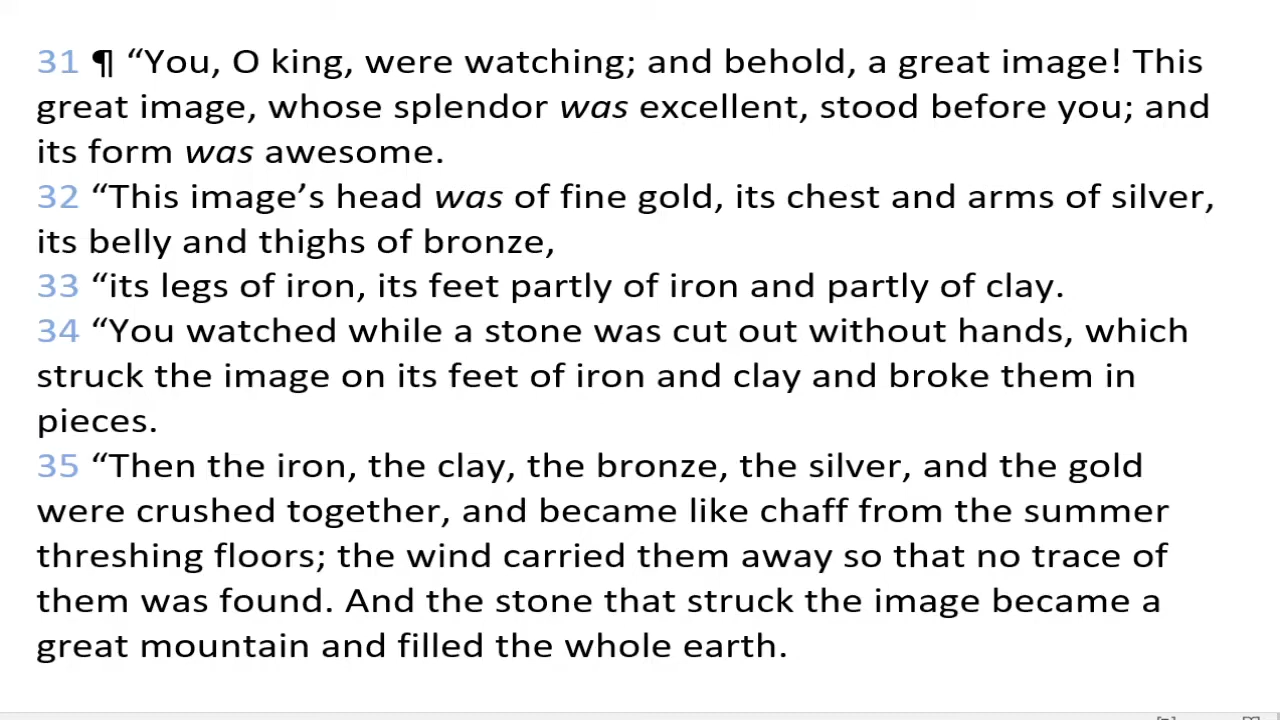 31 ¶ “You, O king, were watching; and behold, a great image! This
great image, whose splendor was excellent, stood before you; and
its form was awesome.
32 “This image’s head was of fine gold, its chest and arms of silver,
its belly and thighs of bronze,
33 “its legs of iron, its feet partly of iron and partly of clay.
34 “You watched while a stone was cut out without hands, which
struck the image on its feet of iron and clay and broke them in
pieces.
35 “Then the iron, the clay, the bronze, the silver, and the gold
were crushed together, and became like chaff from the summer
threshing floors; the wind carried them away so that no trace of
them was found. And the stone that struck the image became a
great mountain and filled the whole earth.